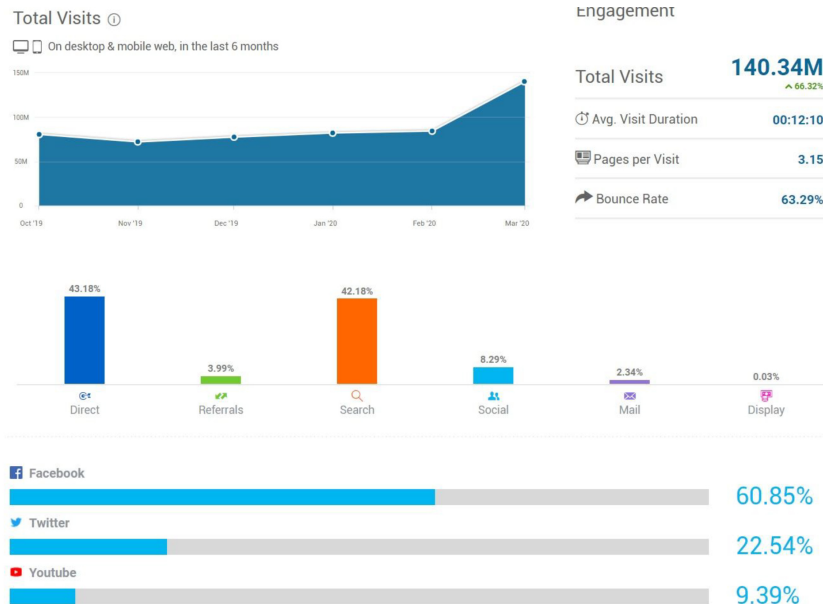 Total Visits
On desktop & mobile web, in the last 6 months
150M
100M
50M
0
Oct '19 Nov '19 Dec '19 Jan '20 Feb '20 Mar '20
Engagement
Total Visits 140.34M
66.32%
Avg. Visit Duration 00:12:10
Pages per Visit 3.15
Bounce Rate 63.29%
43.18% 3.99% 42.18% 8.29% 2.34% 0.03%
Direct Referrals Search Social Mail Display
Facebook
60.85%
Twitter
22.54%
Youtube
9.39%